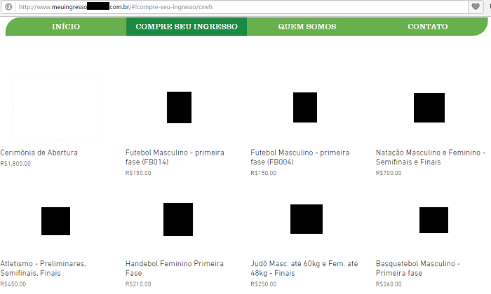 http://www.meuingresso .com.br/#!compre-seu-ingresso/cxwh
INÍCIO COMPRE SEU INGRESSO QUEM SOMOS CONTATO
Cerimônia de Abertura
R$1,800.00
Futebol Masculino - primeira
fase (FB014)
R$150.00
Futebol Masculino - primeira
fase (FB004)
R$150.00
Natação Masculino e Feminino -
Semifinais e Finais
R$700.00
Atletismo - Preliminares,
Semifinais, Finais
R$450.00
Handebol Feminino Primeira
Fase
R$210.00
Judô Masc. até 60kg e Fem. até
48kg - Finais
R$250.00
Basquetebol Masculino -
Primeira fase
R$260.00